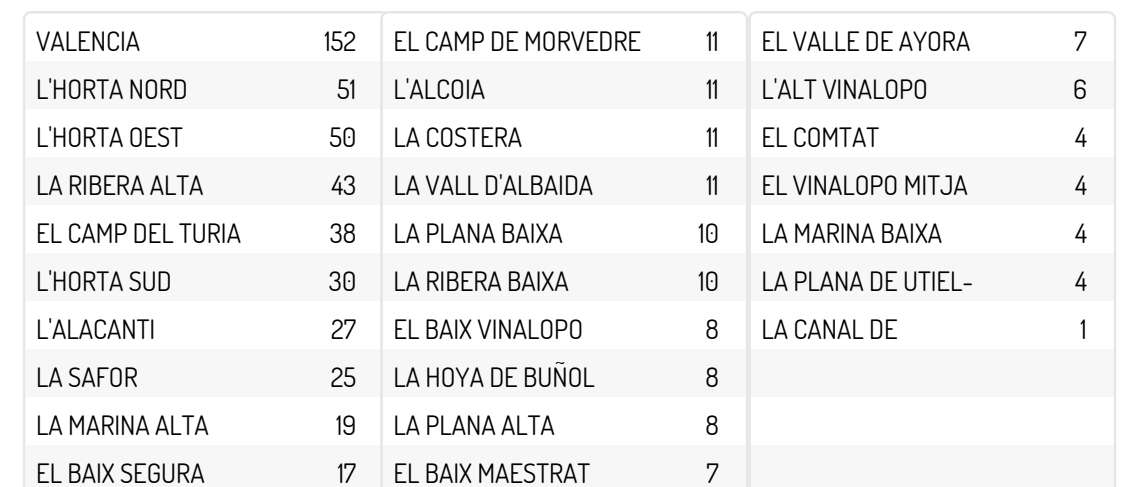 VALENCIA 152
L'HORTA NORD 51
L'HORTA OEST 50
LA RIBERA ALTA 43
EL CAMP DEL TURIA 38
L'HORTA SUD 30
L'ALACANTI 27
LA SAFOR 25
LA MARINA ALTA 19
EL BAIX SEGURA 17
EL CAMP DE MORVEDRE 11
L'ALCOIA 11
LA COSTERA 11
LA VALL D'ALBAIDA 11
LA PLANA BAIXA 10
LA RIBERA BAIXA 10
EL BAIX VINALOPO 8
LA HOYA DE BUÑOL 8
LA PLANA ALTA 8
EL BAIX MAESTRAT 7
EL VALLE DE AYORA 7
L'ALT VINALOPO 6
EL COMTAT 4
EL VINALOPO MITJA 4
LA MARINA BAIXA 4
LA PLANA DE UTIEL- 4
LA CANAL DE 1